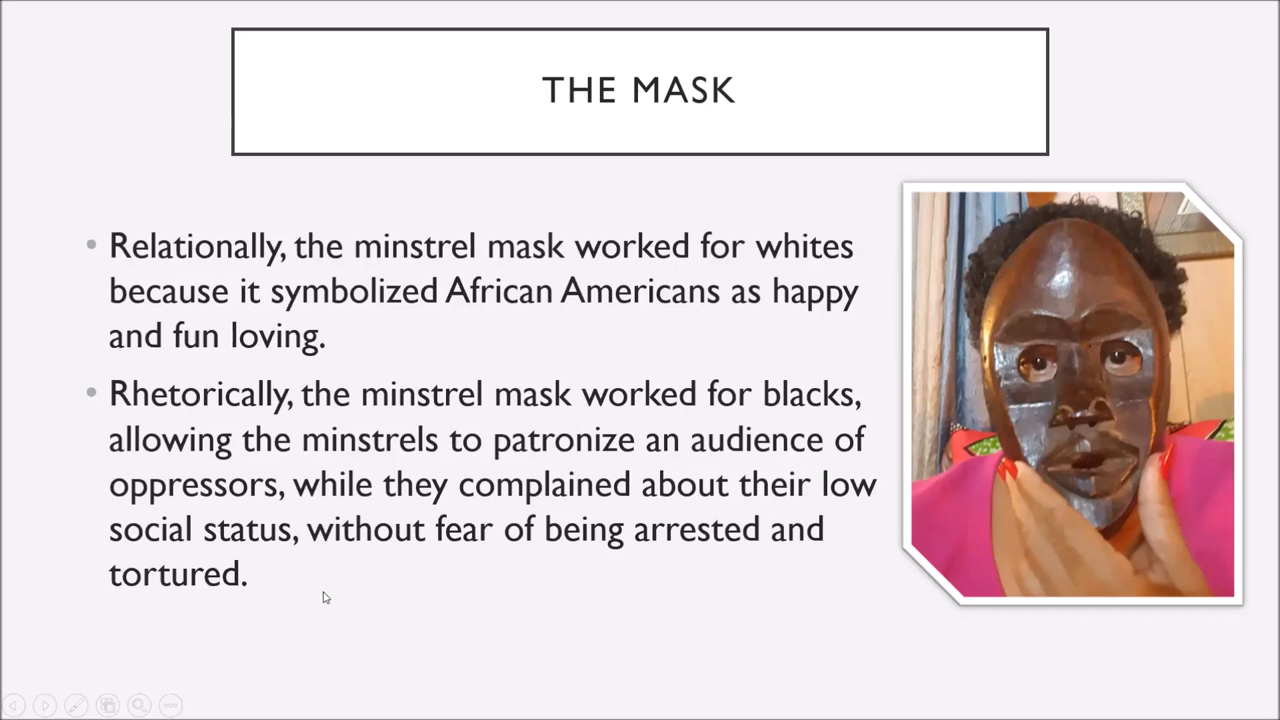 THE MASK
Relationally, the minstrel mask worked for whites
because it symbolized African Americans as happy
and fun loving.
Rhetorically, the minstrel mask worked for blacks,
allowing the minstrels to patronize an audience of
oppressors, while they complained about their low
social status, without fear of being arrested and
tortured.